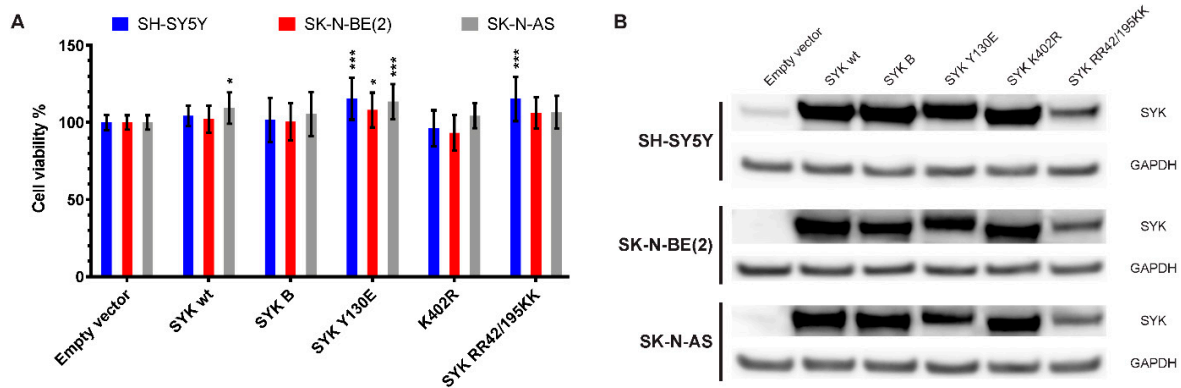 A
SH-SY5Y SK-N-BE(2) SK-N-AS
Cell viability %
150
100
50
0
*
***
*
***
***
Empty vector
SYK wt
SYK B
SYK Y130E
K402R
SYK RR42/195KK
B
Empty vector
SYK wt
SYK B
SYK Y130E
SYK K402R
SYK RR42/195KK
SH-SY5Y
SYK
GAPDH
SK-N-BE(2)
SYK
GAPDH
SK-N-AS
SYK
GAPDH